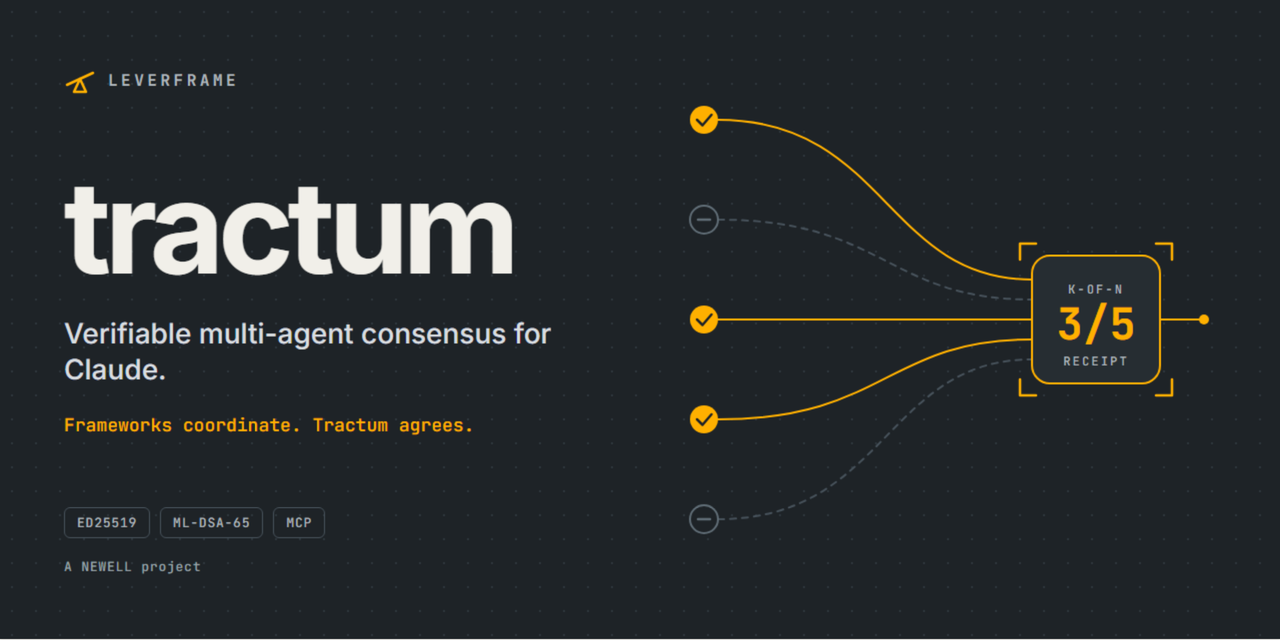 LEVERFRAME
tractum
Verifiable multi-agent consensus for
Claude.
Frameworks coordinate. Tractum agrees.
ED25519 ML-DSA-65 MCP
A NEWELL project
K-OF-N
3/5
RECEIPT